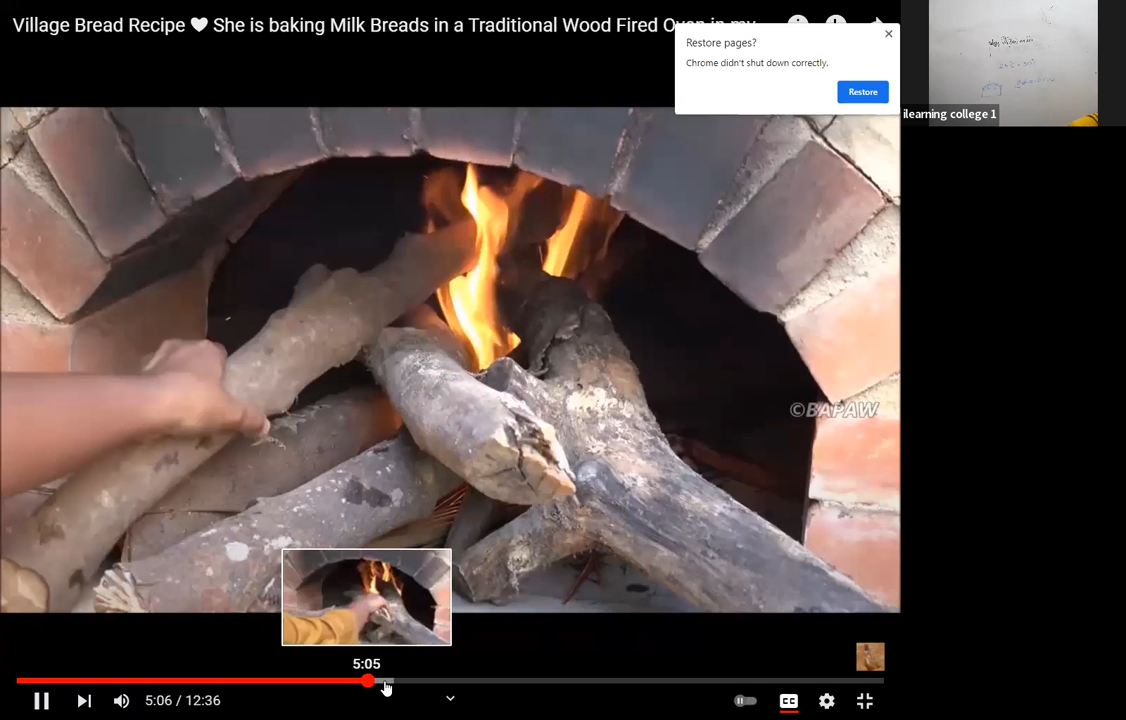 Village Bread Recipe ❤ She is baking Milk Breads in a Traditional Wood Fired Oven in my
Restore pages?
Chrome didn't shut down correctly.
Restore
ilearning college 1
©BAPAW
5:05
5:06 / 12:36
CC